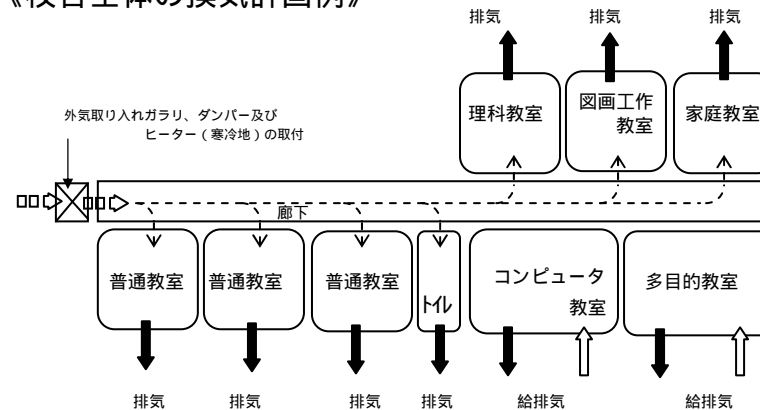 《校舎全体の換気計画例》
排気
排気
排気
外気取り入れガラリ、ダンパー及び
ヒーター（寒冷地）の取付
理科教室
図画工作
教室
家庭教室
廊下
普通教室
普通教室
普通教室
トイレ
コンピュータ
教室
多目的教室
排気
排気
排気
排気
給排気
給排気